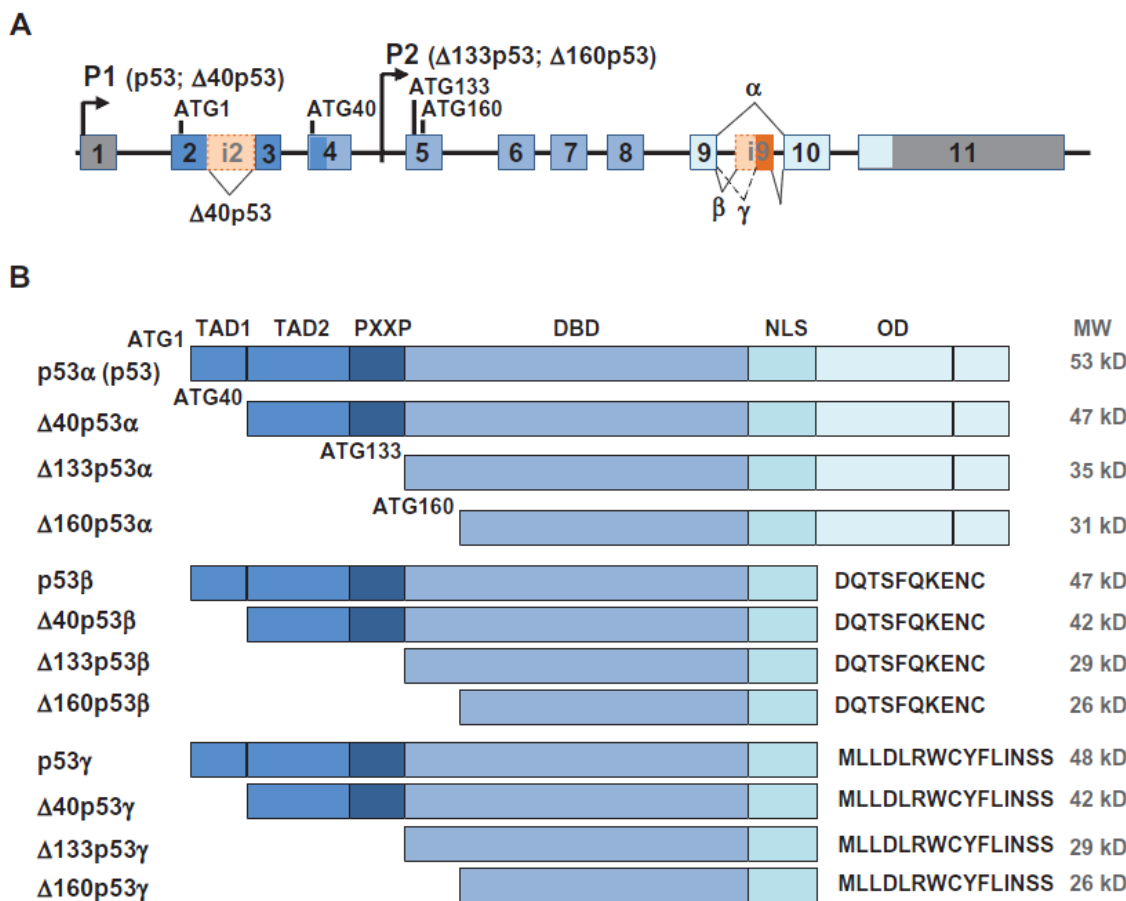 A
P1 (p53; Δ40p53)
P2 (Δ133p53; Δ160p53)
ATG1
ATG40
ATG133
ATG160
α
1 2 i2 3 4 5 6 7 8 9 i9 10 11
Δ40p53
β γ
B
TAD1 TAD2 PXXP DBD NLS OD MW
ATG1
p53α (p53) 53 kD
ATG40
Δ40p53α 47 kD
ATG133
Δ133p53α 35 kD
ATG160
Δ160p53α 31 kD
p53β DQTSFQKENC 47 kD
Δ40p53β DQTSFQKENC 42 kD
Δ133p53β DQTSFQKENC 29 kD
Δ160p53β DQTSFQKENC 26 kD
p53γ MLLDLRWCYFLINSS 48 kD
Δ40p53γ MLLDLRWCYFLINSS 42 kD
Δ133p53γ MLLDLRWCYFLINSS 29 kD
Δ160p53γ MLLDLRWCYFLINSS 26 kD